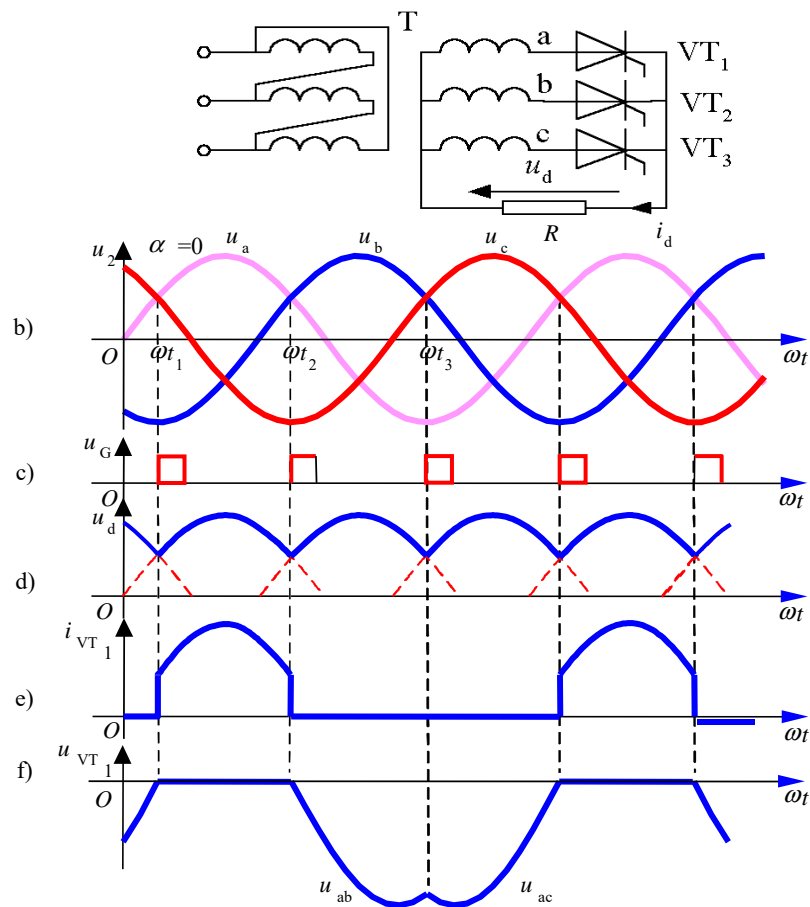 T
a
VT1
b
VT2
c
VT3
ud
R
id
u2
α =0
ua
ub
uc
b)
O
ωt1
ωt2
ωt3
ωt
uG
c)
O
ωt
ud
d)
O
ωt
iVT1
e)
O
ωt
uVT1
f)
O
ωt
uab
uac